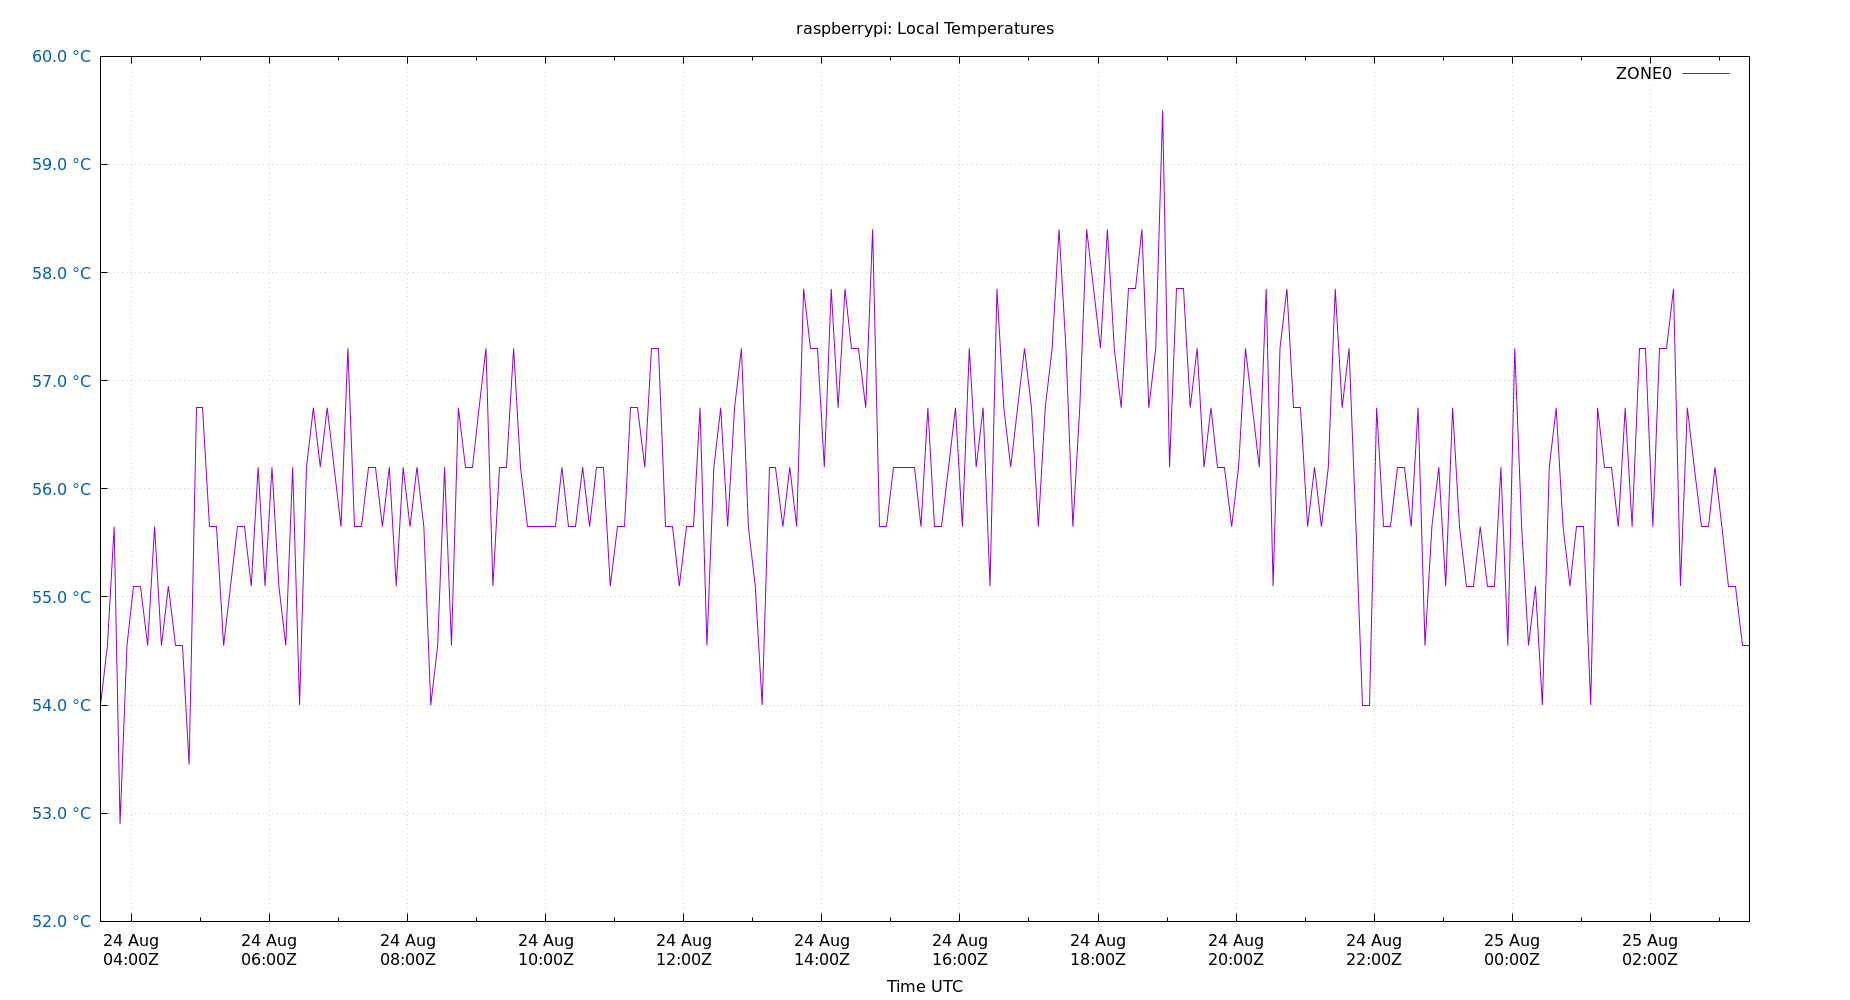 raspberrypi: Local Temperatures
60.0 °C
ZONE0
59.0 °C
58.0 °C
57.0 °C
56.0 °C
55.0 °C
54.0 °C
53.0 °C
52.0 °C
24 Aug 24 Aug 24 Aug 24 Aug 24 Aug 24 Aug 24 Aug 24 Aug 24 Aug 24 Aug 25 Aug 25 Aug
04:00Z 06:00Z 08:00Z 10:00Z 12:00Z 14:00Z 16:00Z 18:00Z 20:00Z 22:00Z 00:00Z 02:00Z
Time UTC